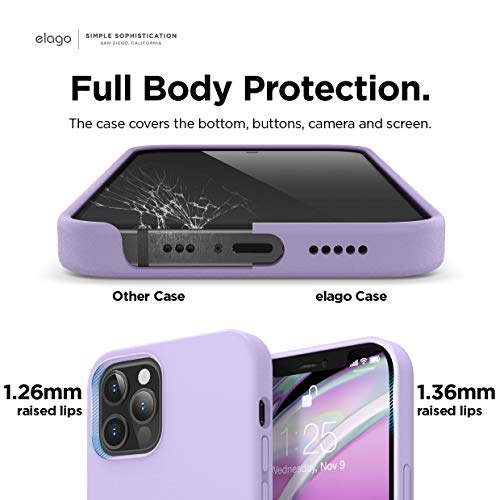 elago
SIMPLE SOPHISTICATION
SAN DIEGO, CALIFORNIA
Full Body Protection.
The case covers the bottom, buttons, camera and screen.
Other Case
elago Case
1.26mm
raised lips
1.36mm
raised lips
1:25
Wednesday, Nov 9